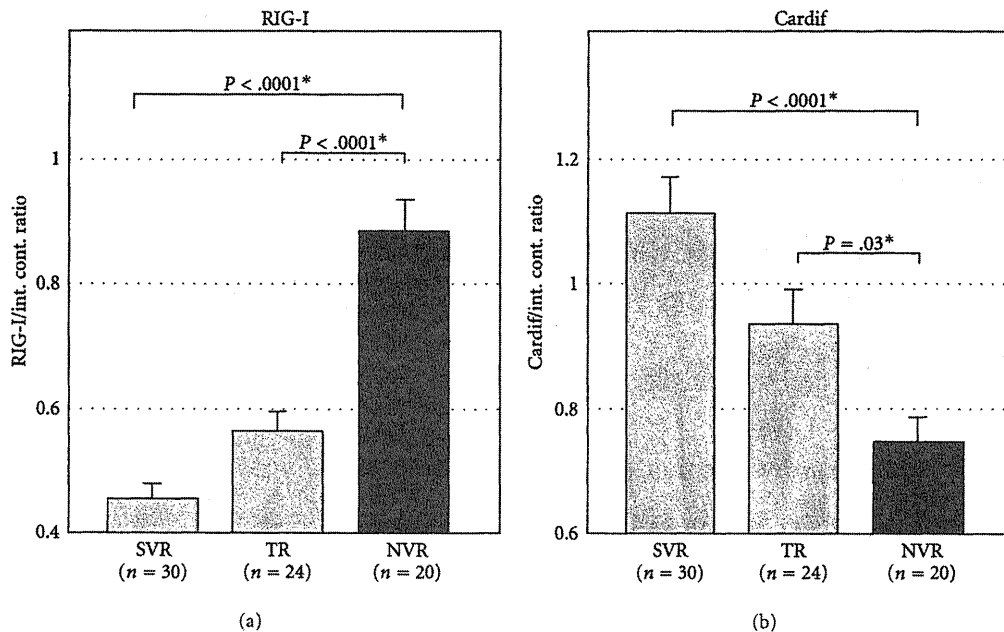 RIG-I
P < .0001*
P < .0001*
1
0.8
0.6
0.4
RIG-I/int. cont. ratio
SVR
(n = 30)
TR
(n = 24)
NVR
(n = 20)
(a)
Cardif
P < .0001*
P = .03*
1.2
1
0.8
0.6
Cardif/int. cont. ratio
SVR
(n = 30)
TR
(n = 24)
NVR
(n = 20)
(b)